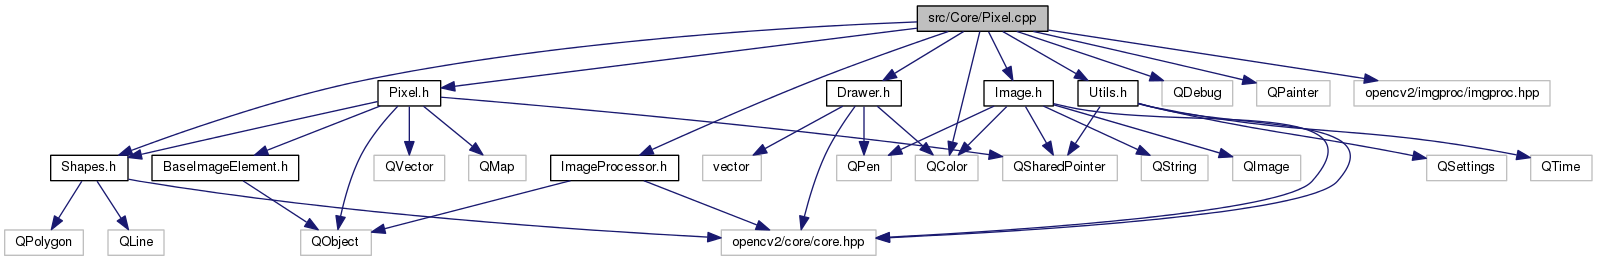 src/Core/Pixel.cpp
Pixel.h
Drawer.h
Image.h
Utils.h
QDebug
QPainter
opencv2/imgproc/imgproc.hpp
Shapes.h
BaseImageElement.h
QVector
QMap
ImageProcessor.h
vector
QPen
QColor
QSharedPointer
QString
QImage
QSettings
QTime
QPolygon
QLine
QObject
opencv2/core/core.hpp